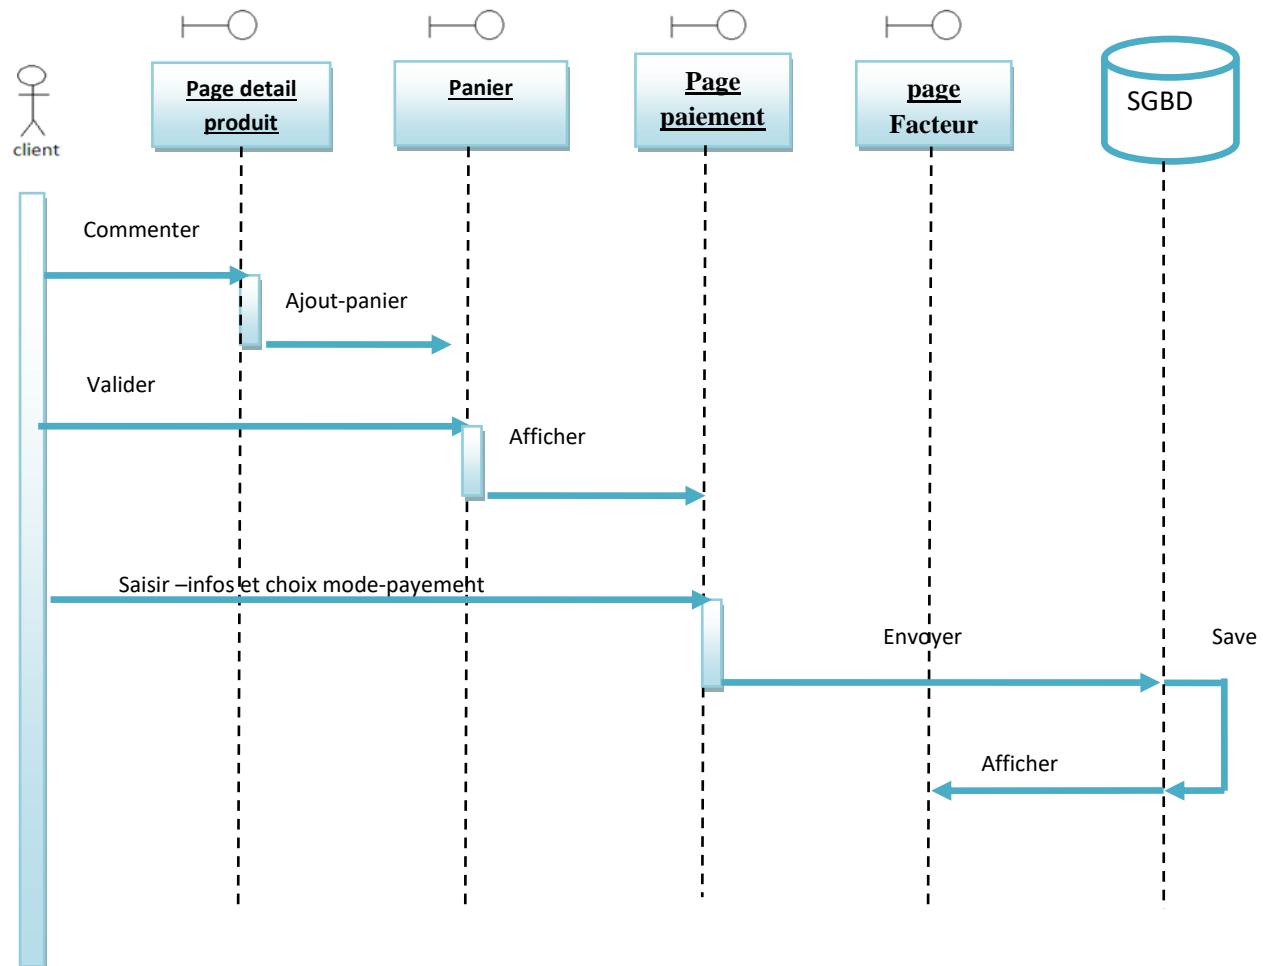 client
Page detail
produit
Panier
Page
paiement
page
Facteur
SGBD
Commenter
Ajout-panier
Valider
Afficher
Saisir –infos et choix mode-payement
Envoyer
Save
Afficher